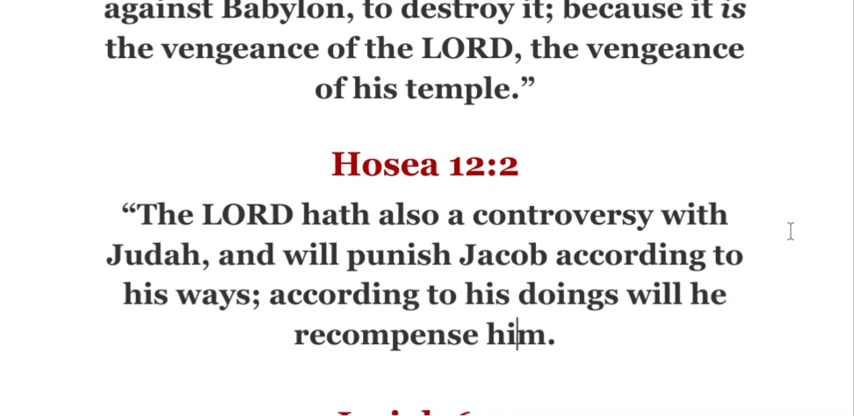 against Babylon, to destroy it; because it is
the vengeance of the LORD, the vengeance
of his temple.”
Hosea 12:2
“The LORD hath also a controversy with
Judah, and will punish Jacob according to
his ways; according to his doings will he
recompense him.